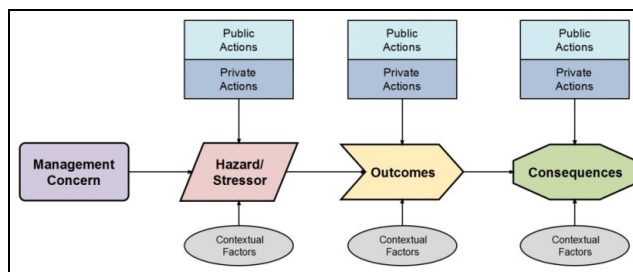 Public
Actions
Private
Actions
Public
Actions
Private
Actions
Public
Actions
Private
Actions
Management
Concern
Hazard/
Stressor
Outcomes
Consequences
Contextual
Factors
Contextual
Factors
Contextual
Factors